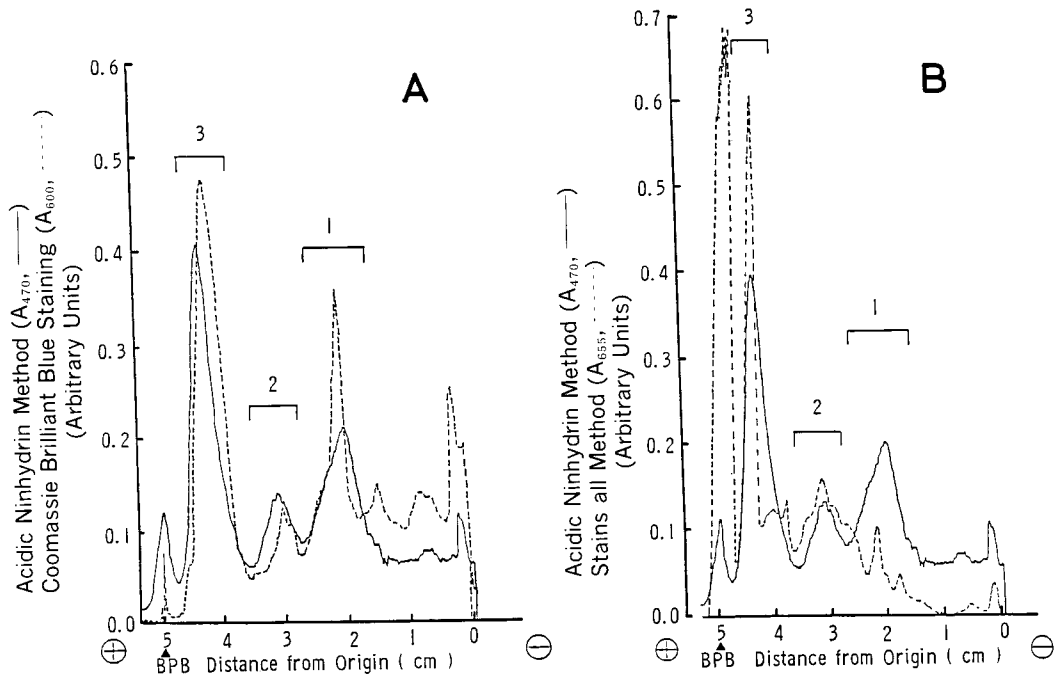 A
Acidic Ninhydrin Method (A470, ——)
Coomassie Brilliant Blue Staining (A600, -----)
(Arbitrary Units)
0.6
0.5
0.4
0.3
0.2
0.1
0.0
3
2
1
5 4 3 2 1 0
⊕ BPB Distance from Origin ( cm ) ⊖
B
Acidic Ninhydrin Method (A470, ——)
Stains all Method (A655, -----)
(Arbitrary Units)
0.7
0.6
0.5
0.4
0.3
0.2
0.1
0.0
3
2
1
5 4 3 2 1 0
⊕ BPB Distance from Origin ( cm ) ⊖